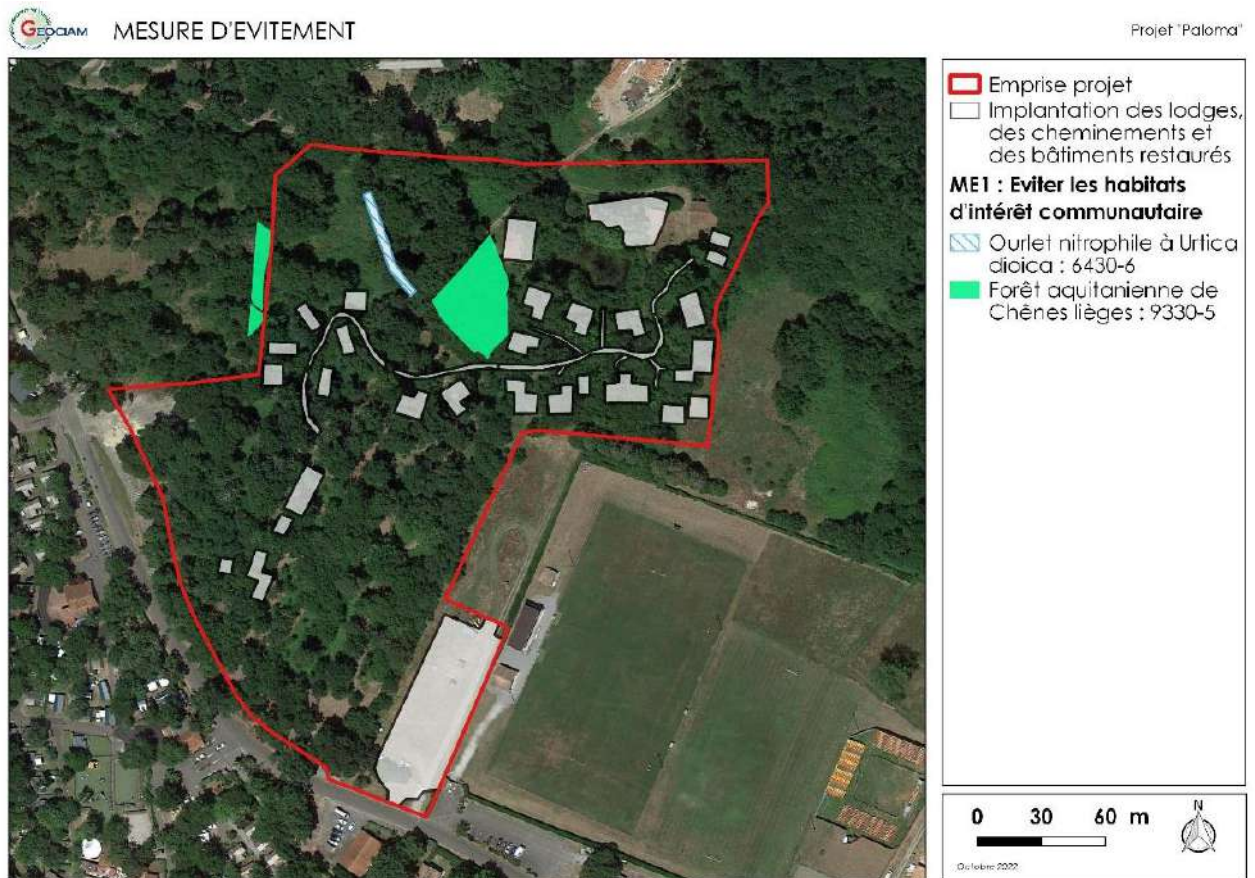 GEOCIAM
MESURE D'EVITEMENT
Projet "Paloma"
Emprise projet
Implantation des lodges,
des cheminements et
des bâtiments restaurés
ME1 : Eviter les habitats
d'intérêt communautaire
Ourlet nitrophile à Urtica
dioica : 6430-6
Forêt aquitanienne de
Chênes lièges : 9330-5
0 30 60 m
N
Octobre 2022